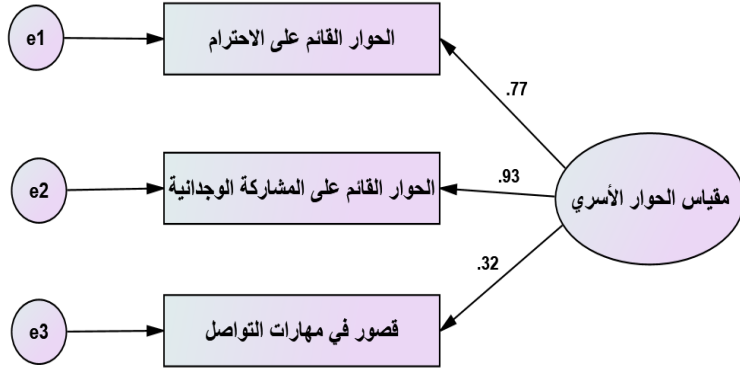 e1
الحوار القائم على الاحترام
.77
e2
الحوار القائم على المشاركة الوجدانية
.93
مقياس الحوار الأسري
.32
e3
قصور في مهارات التواصل